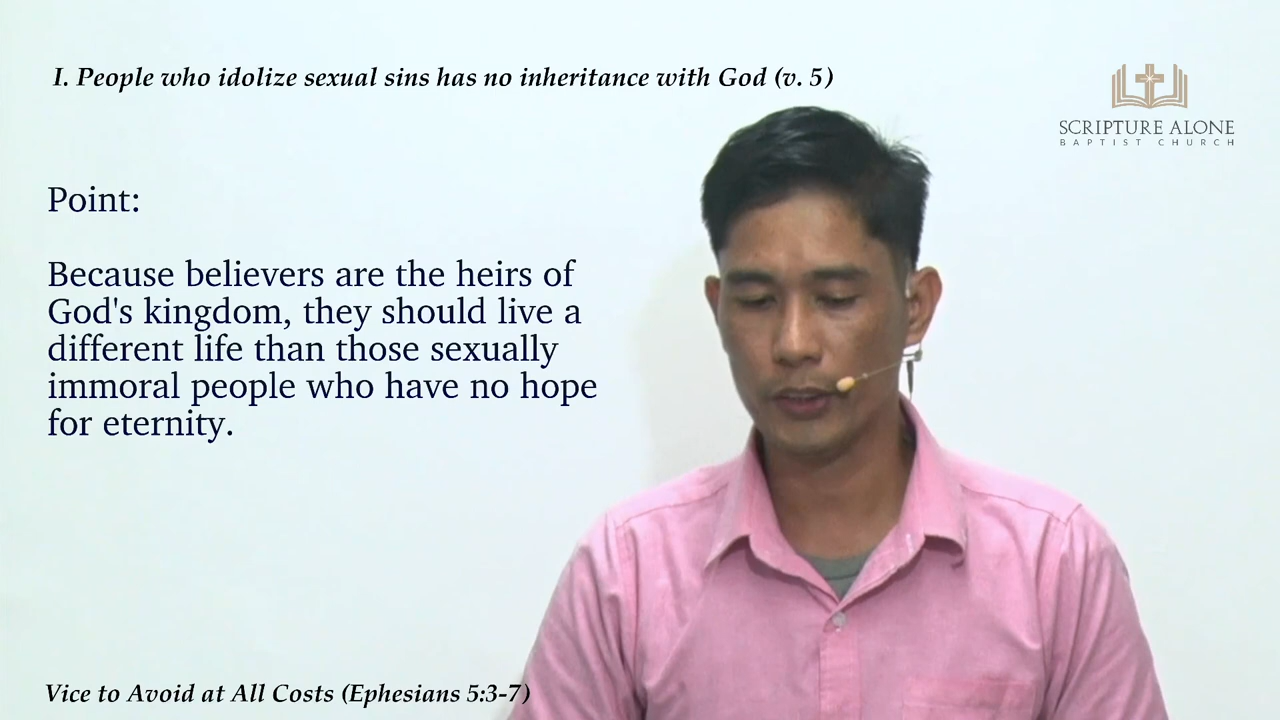 I. People who idolize sexual sins has no inheritance with God (v. 5)
SCRIPTURE ALONE
BAPTIST CHURCH
Point:
Because believers are the heirs of
God's kingdom, they should live a
different life than those sexually
immoral people who have no hope
for eternity.
Vice to Avoid at All Costs (Ephesians 5:3-7)